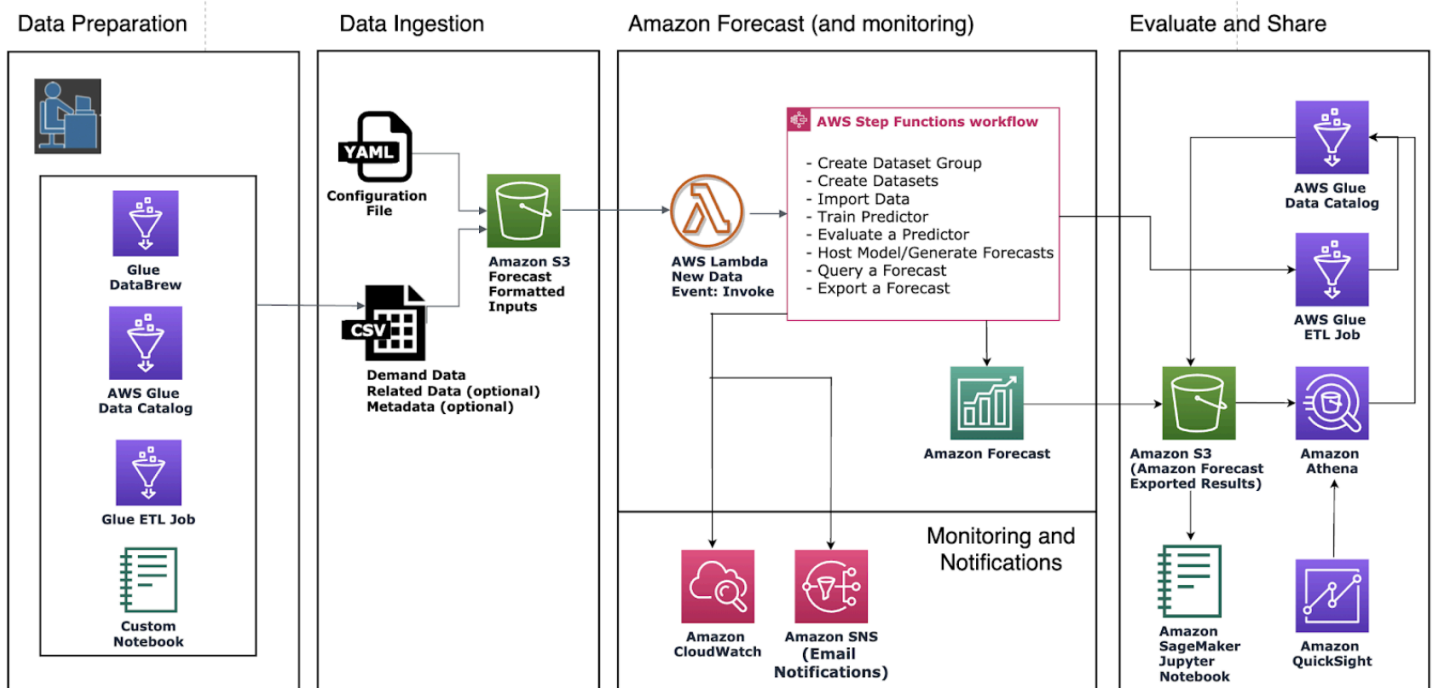 Data Preparation
Glue
DataBrew
AWS Glue
Data Catalog
Glue ETL Job
Custom
Notebook
Data Ingestion
YAML
Configuration
File
CSV
Demand Data
Related Data (optional)
Metadata (optional)
Amazon S3
Forecast
Formatted
Inputs
Amazon Forecast (and monitoring)
AWS Lambda
New Data
Event: Invoke
AWS Step Functions workflow
- Create Dataset Group
- Create Datasets
- Import Data
- Train Predictor
- Evaluate a Predictor
- Host Model/Generate Forecasts
- Query a Forecast
- Export a Forecast
Amazon Forecast
Monitoring and
Notifications
Amazon
CloudWatch
Amazon SNS
(Email
Notifications)
Evaluate and Share
AWS Glue
Data Catalog
AWS Glue
ETL Job
Amazon S3
(Amazon Forecast
Exported Results)
Amazon
Athena
Amazon
SageMaker
Jupyter
Notebook
Amazon
QuickSight